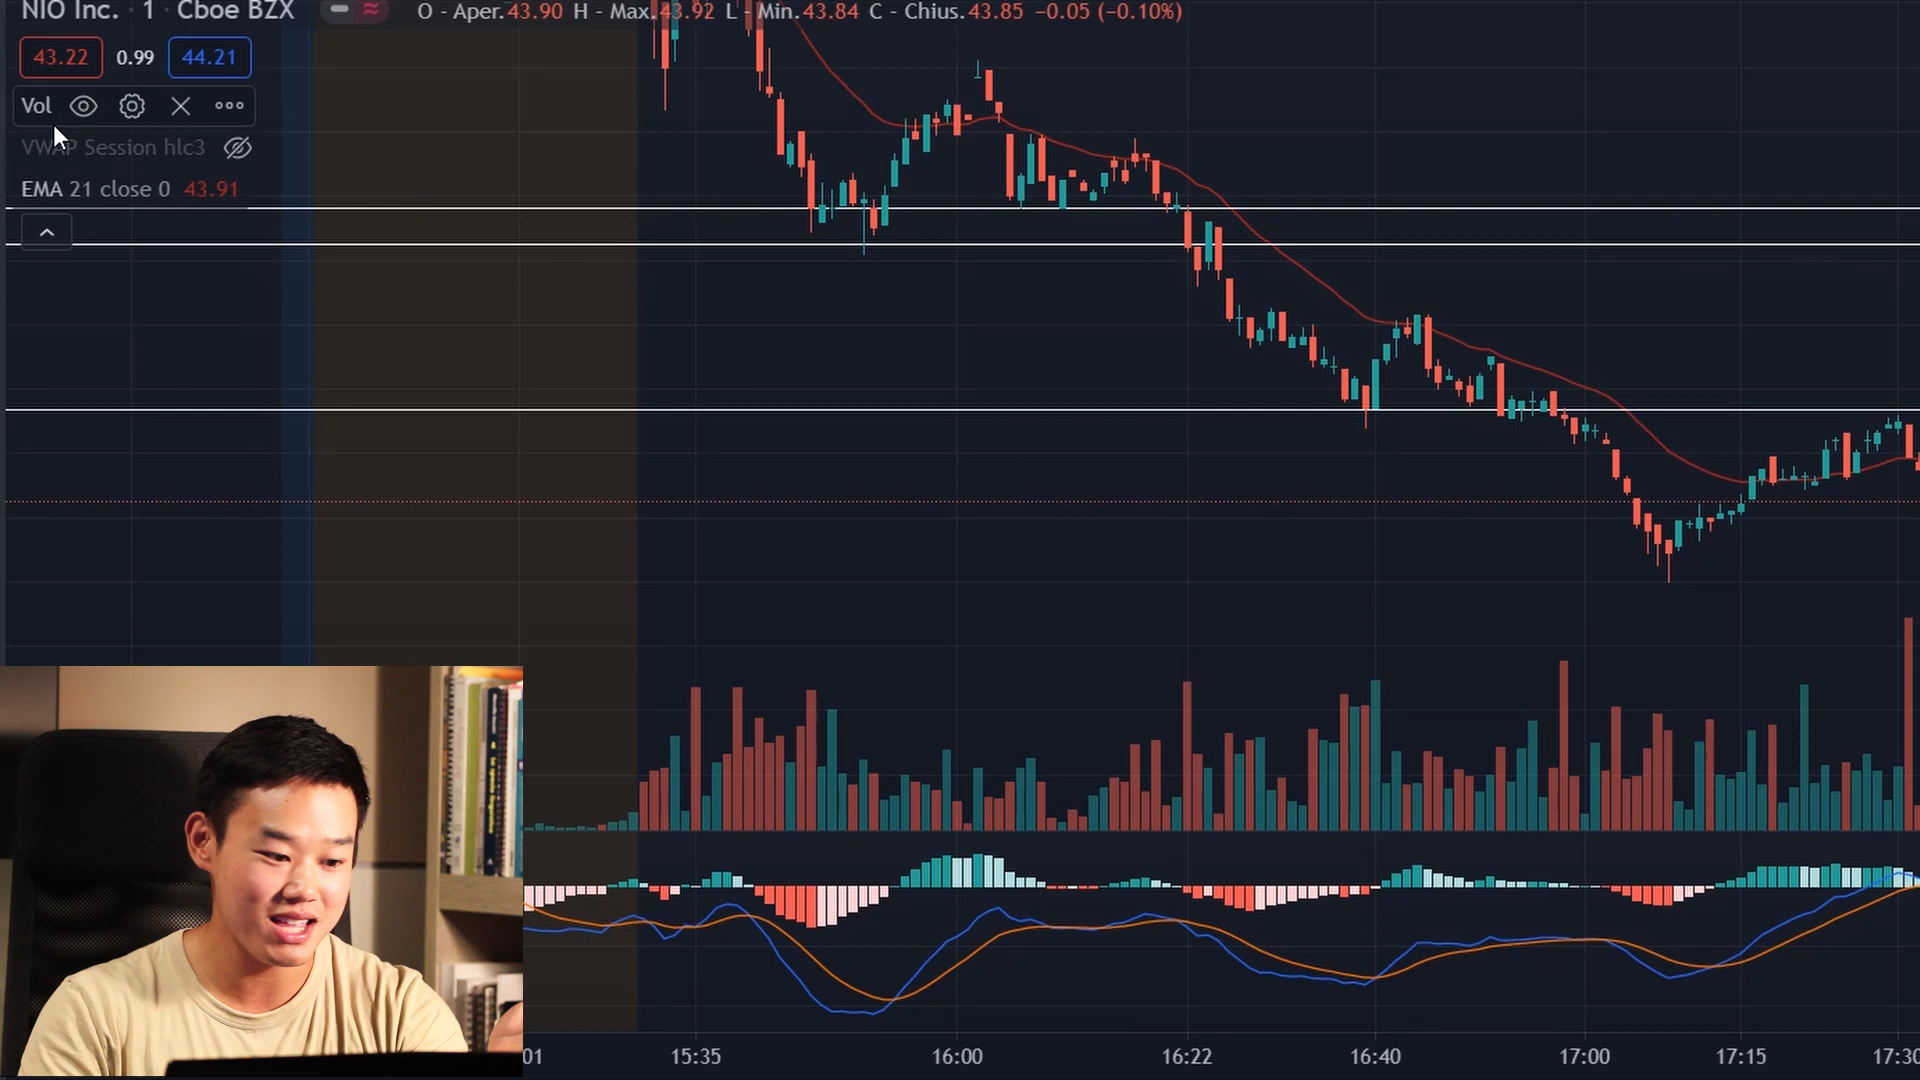 NIO Inc. · 1 · Cboe BZX O - Aper.43.90 H - Max.43.92 L - Min.43.84 C - Chius.43.85 −0.05 (−0.10%)
43.22 0.99 44.21
Vol
VWAP Session hlc3
EMA 21 close 0 43.91
01 15:35 16:00 16:22 16:40 17:00 17:15 17:30